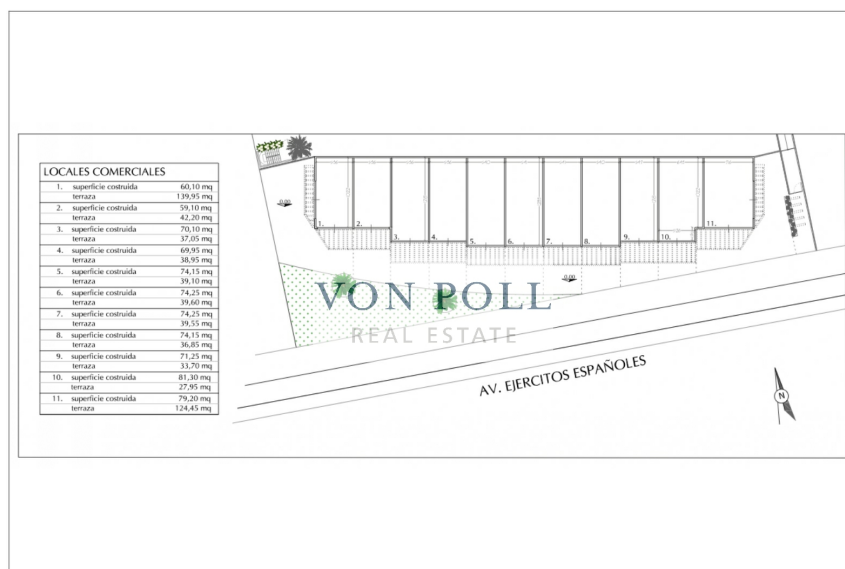 LOCALES COMERCIALES
1. superficie costruida 60,10 mq
terraza 139,95 mq
2. superficie costruida 59,10 mq
terraza 42,20 mq
3. superficie costruida 70,10 mq
terraza 37,05 mq
4. superficie costruida 69,95 mq
terraza 38,95 mq
5. superficie costruida 74,15 mq
terraza 39,10 mq
6. superficie costruida 74,25 mq
terraza 39,60 mq
7. superficie costruida 74,25 mq
terraza 39,55 mq
8. superficie costruida 74,15 mq
terraza 36,85 mq
9. superficie costruida 71,25 mq
terraza 33,70 mq
10. superficie costruida 81,30 mq
terraza 27,95 mq
11. superficie costruida 79,20 mq
terraza 124,45 mq
0.00
1. 2. 3. 4. 5. 6. 7. 8. 9. 10. 11.
0.00
VON POLL
REAL ESTATE
AV. EJERCITOS ESPAÑOLES
N